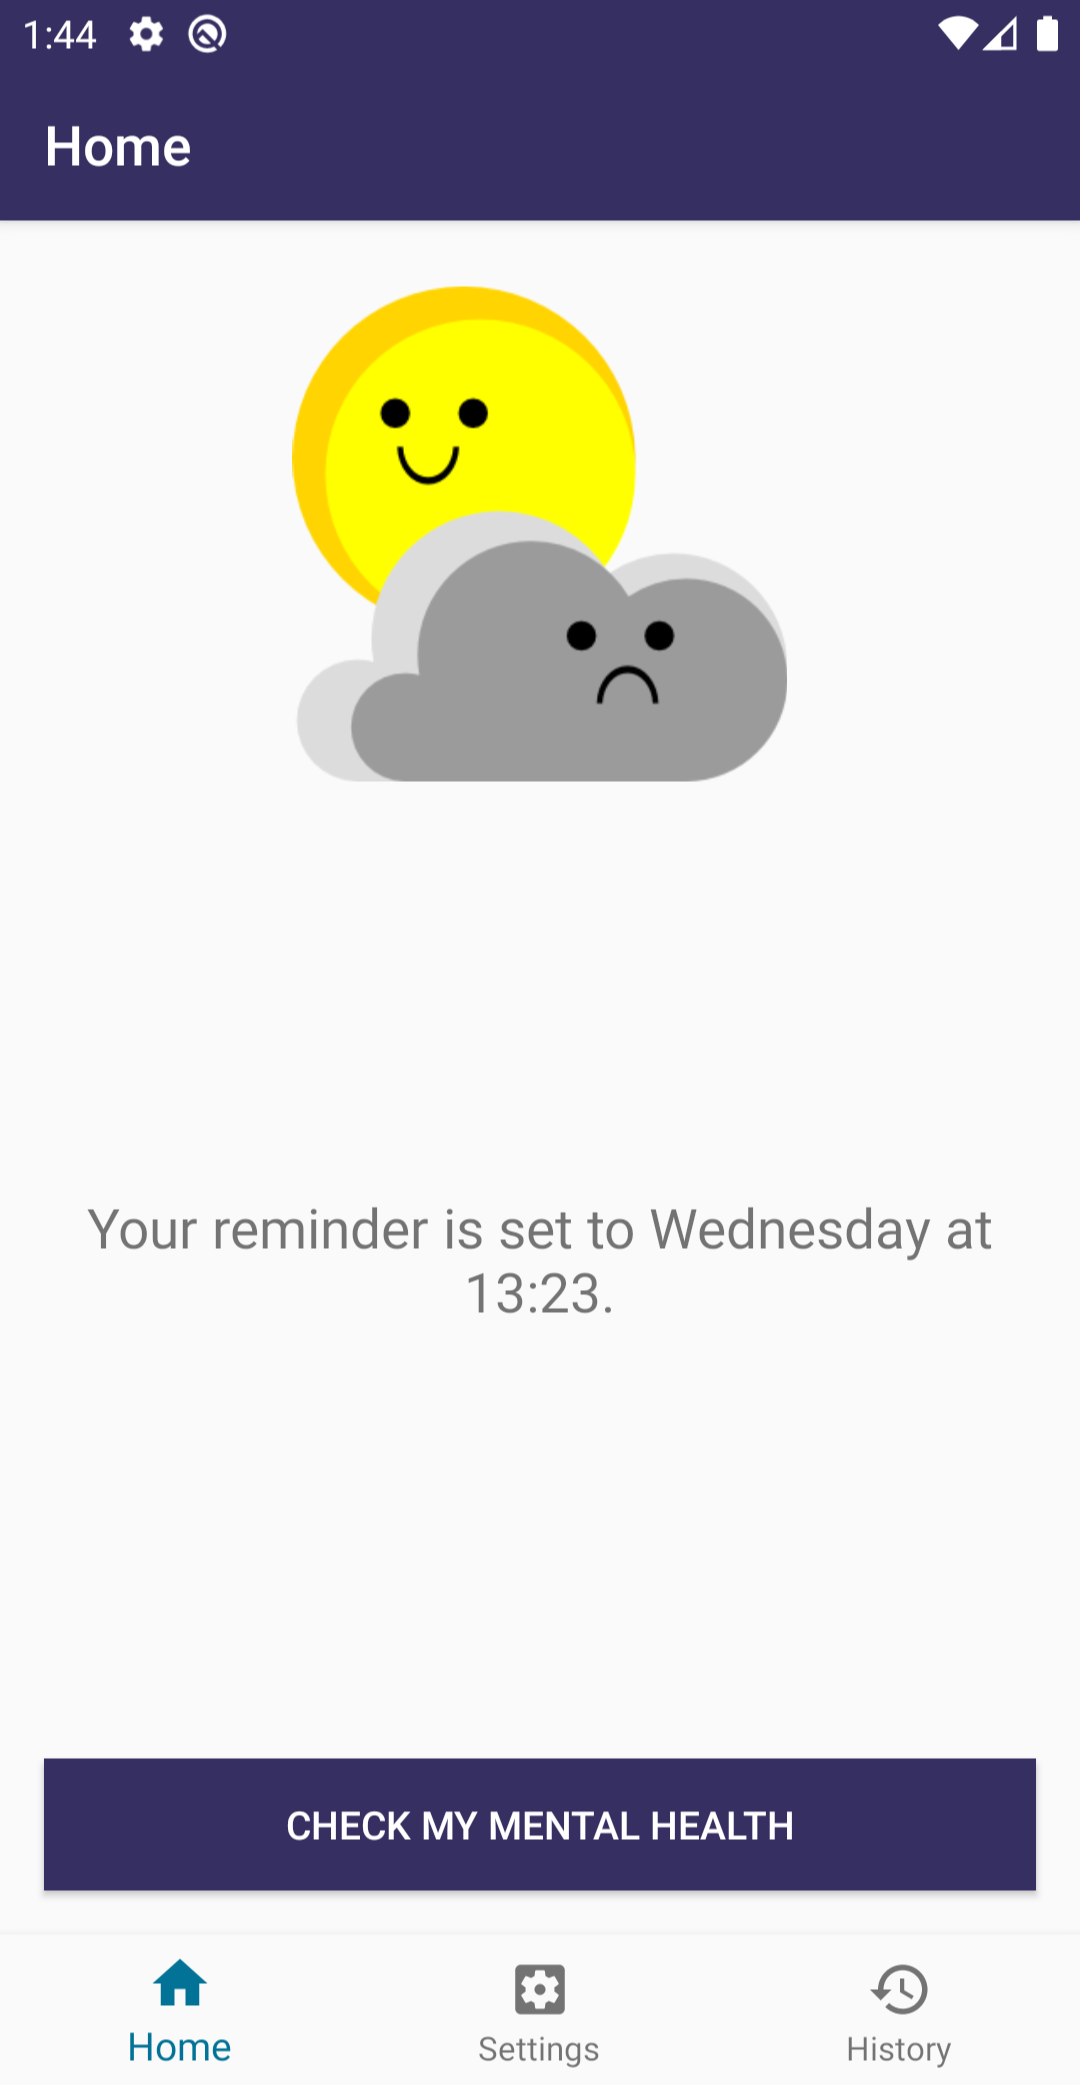 1:44
Home
Your reminder is set to Wednesday at
13:23.
CHECK MY MENTAL HEALTH
Home Settings History